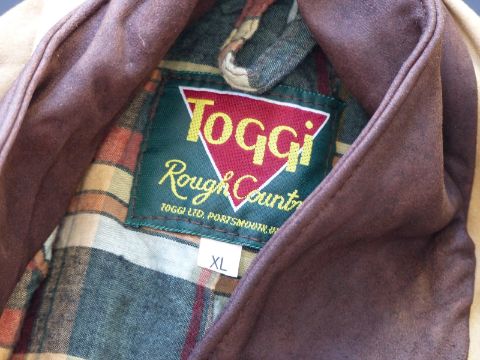 ToGGi
Rough Countr
TOGGI LTD. PORTSMOUTH,
XL